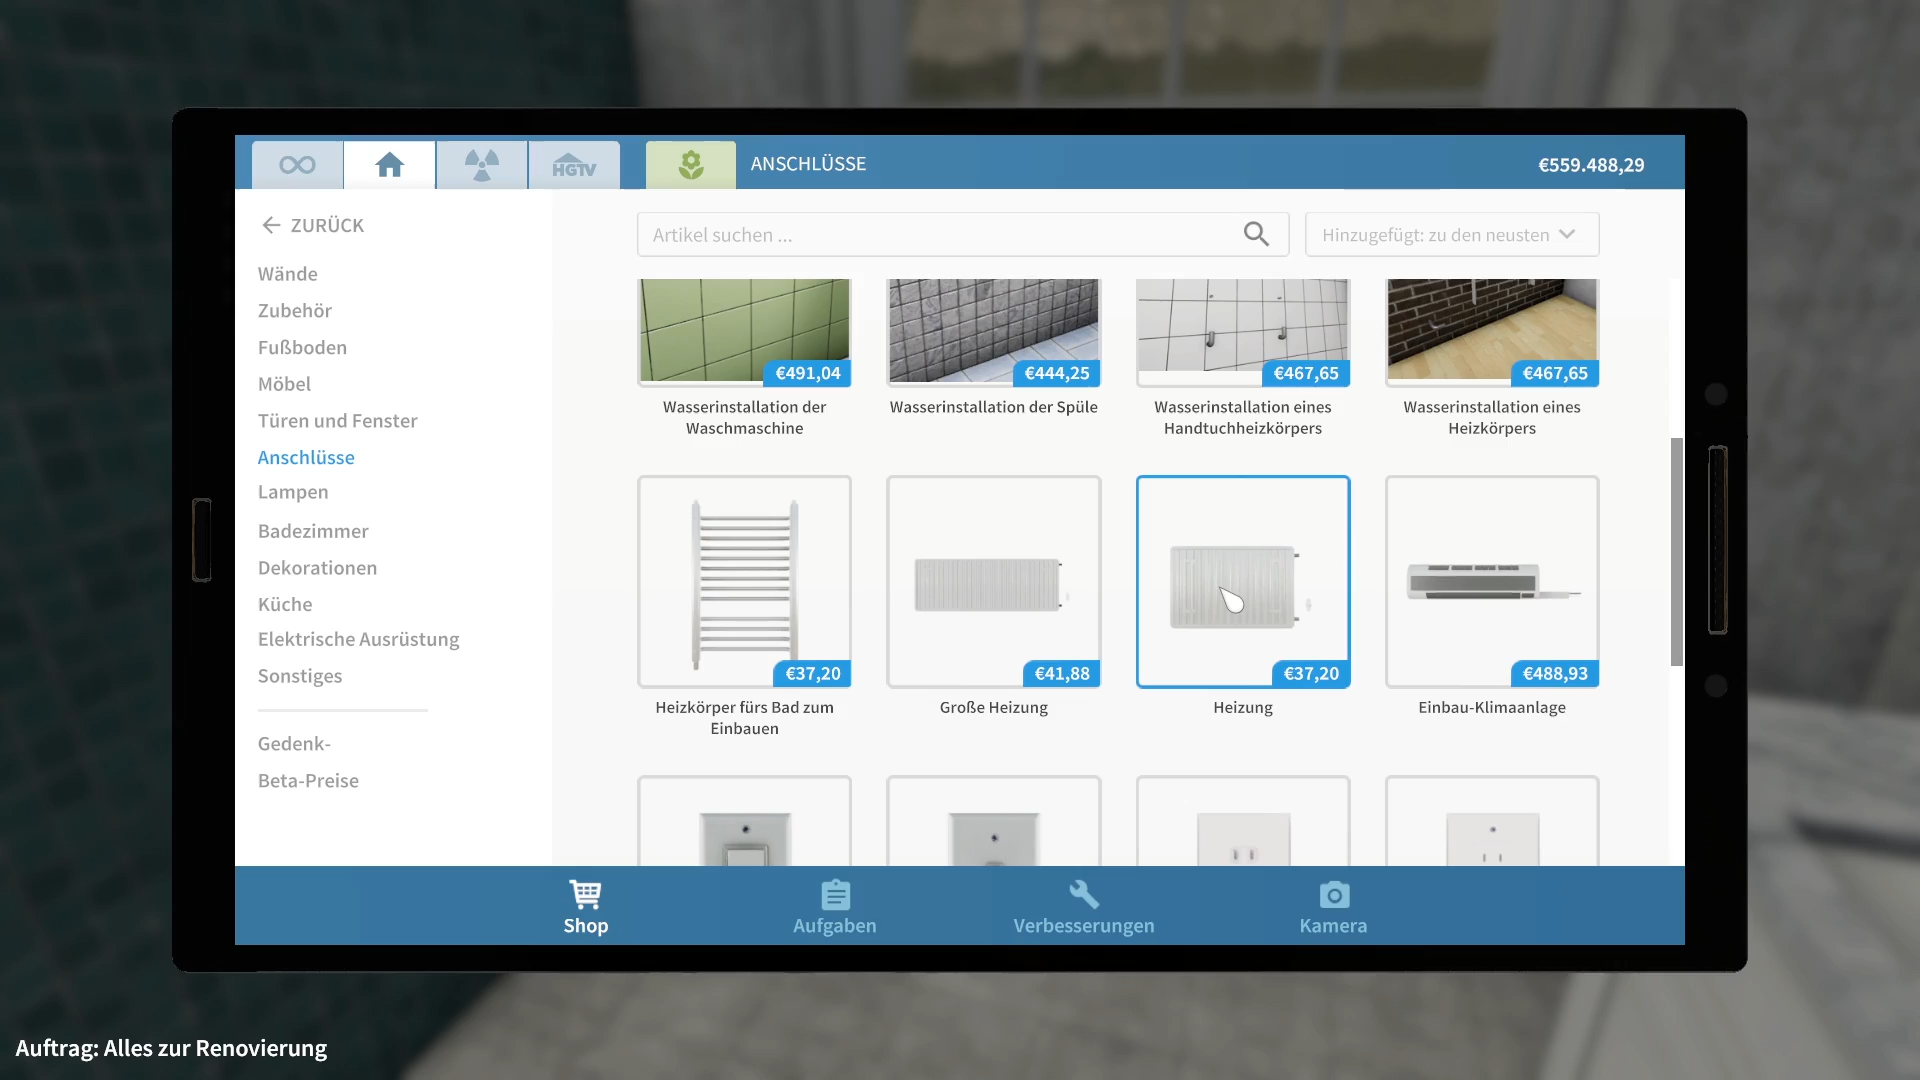 HGTV
ANSCHLÜSSE
€559.488,29
ZURÜCK
Artikel suchen ...
Hinzugefügt: zu den neusten
Wände
Zubehör
Fußboden
Möbel
Türen und Fenster
Anschlüsse
Lampen
Badezimmer
Dekorationen
Küche
Elektrische Ausrüstung
Sonstiges
Gedenk-
Beta-Preise
€491,04
€444,25
€467,65
€467,65
Wasserinstallation der
Waschmaschine
Wasserinstallation der Spüle
Wasserinstallation eines
Handtuchheizkörpers
Wasserinstallation eines
Heizkörpers
€37,20
€41,88
€37,20
€488,93
Heizkörper fürs Bad zum
Einbauen
Große Heizung
Heizung
Einbau-Klimaanlage
Shop
Aufgaben
Verbesserungen
Kamera
Auftrag: Alles zur Renovierung